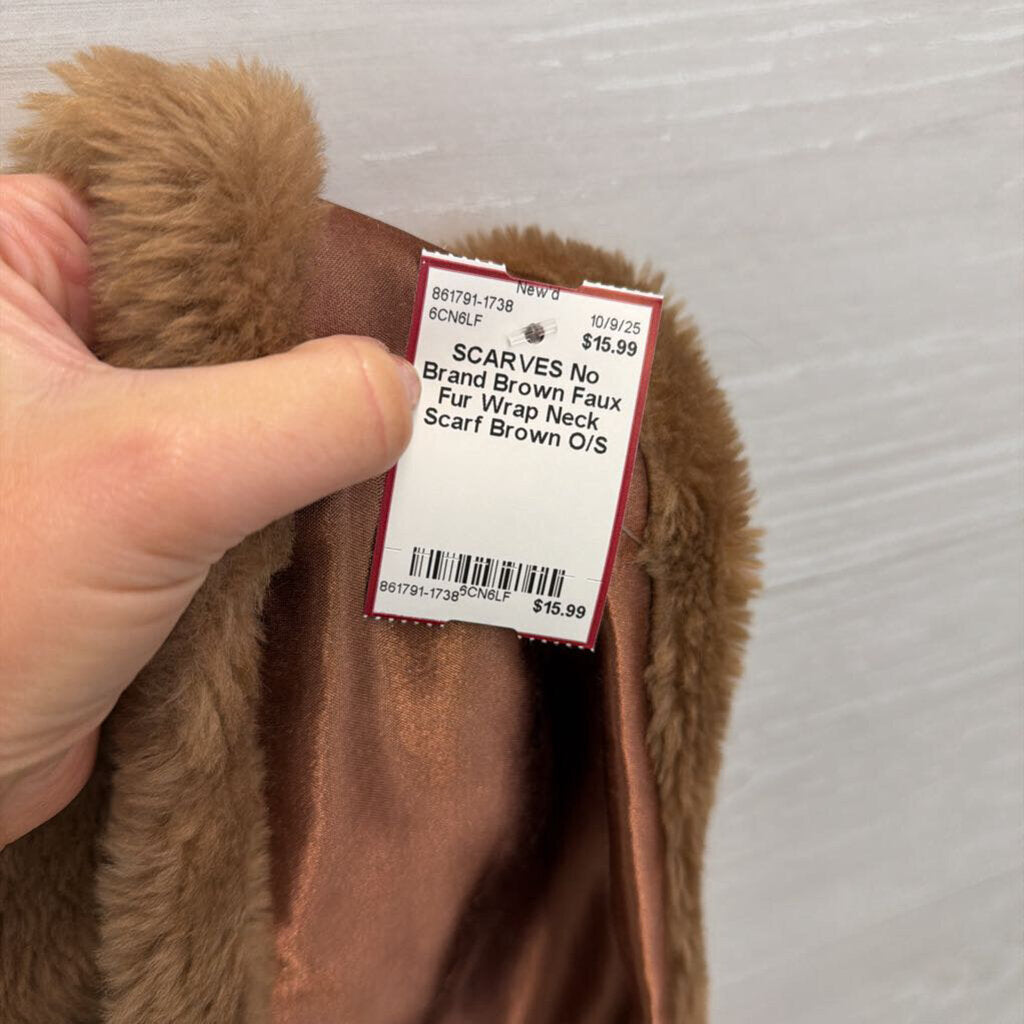 New'd
861791-1738
10/9/25
6CN6LF
$15.99
SCARVES No
Brand Brown Faux
Fur Wrap Neck
Scarf Brown O/S
861791-1738
6CN6LF
$15.99